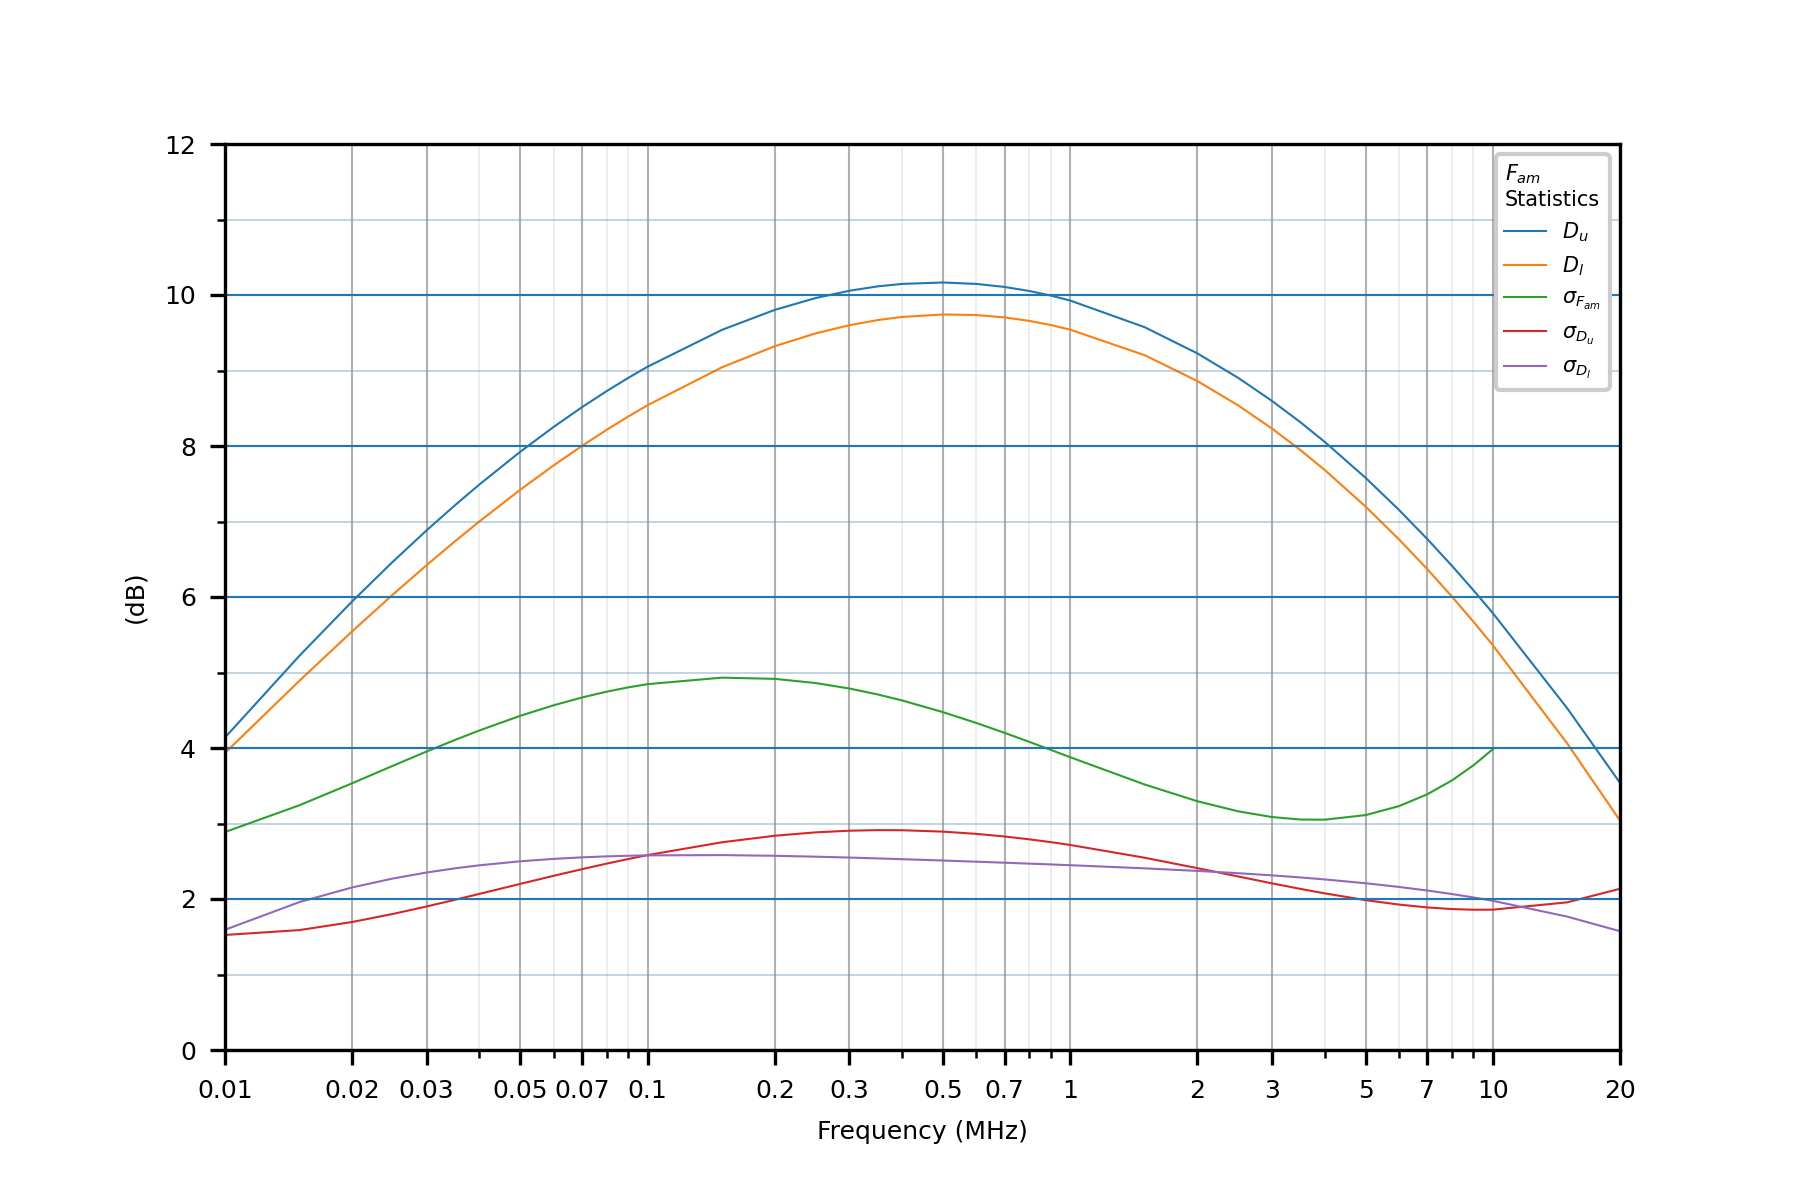 12
10
8
6
4
2
0
(dB)
F_am
Statistics
D_u
D_l
σ_F_am
σ_D_u
σ_D_l
0.01 0.02 0.03 0.05 0.07 0.1 0.2 0.3 0.5 0.7 1 2 3 5 7 10 20
Frequency (MHz)